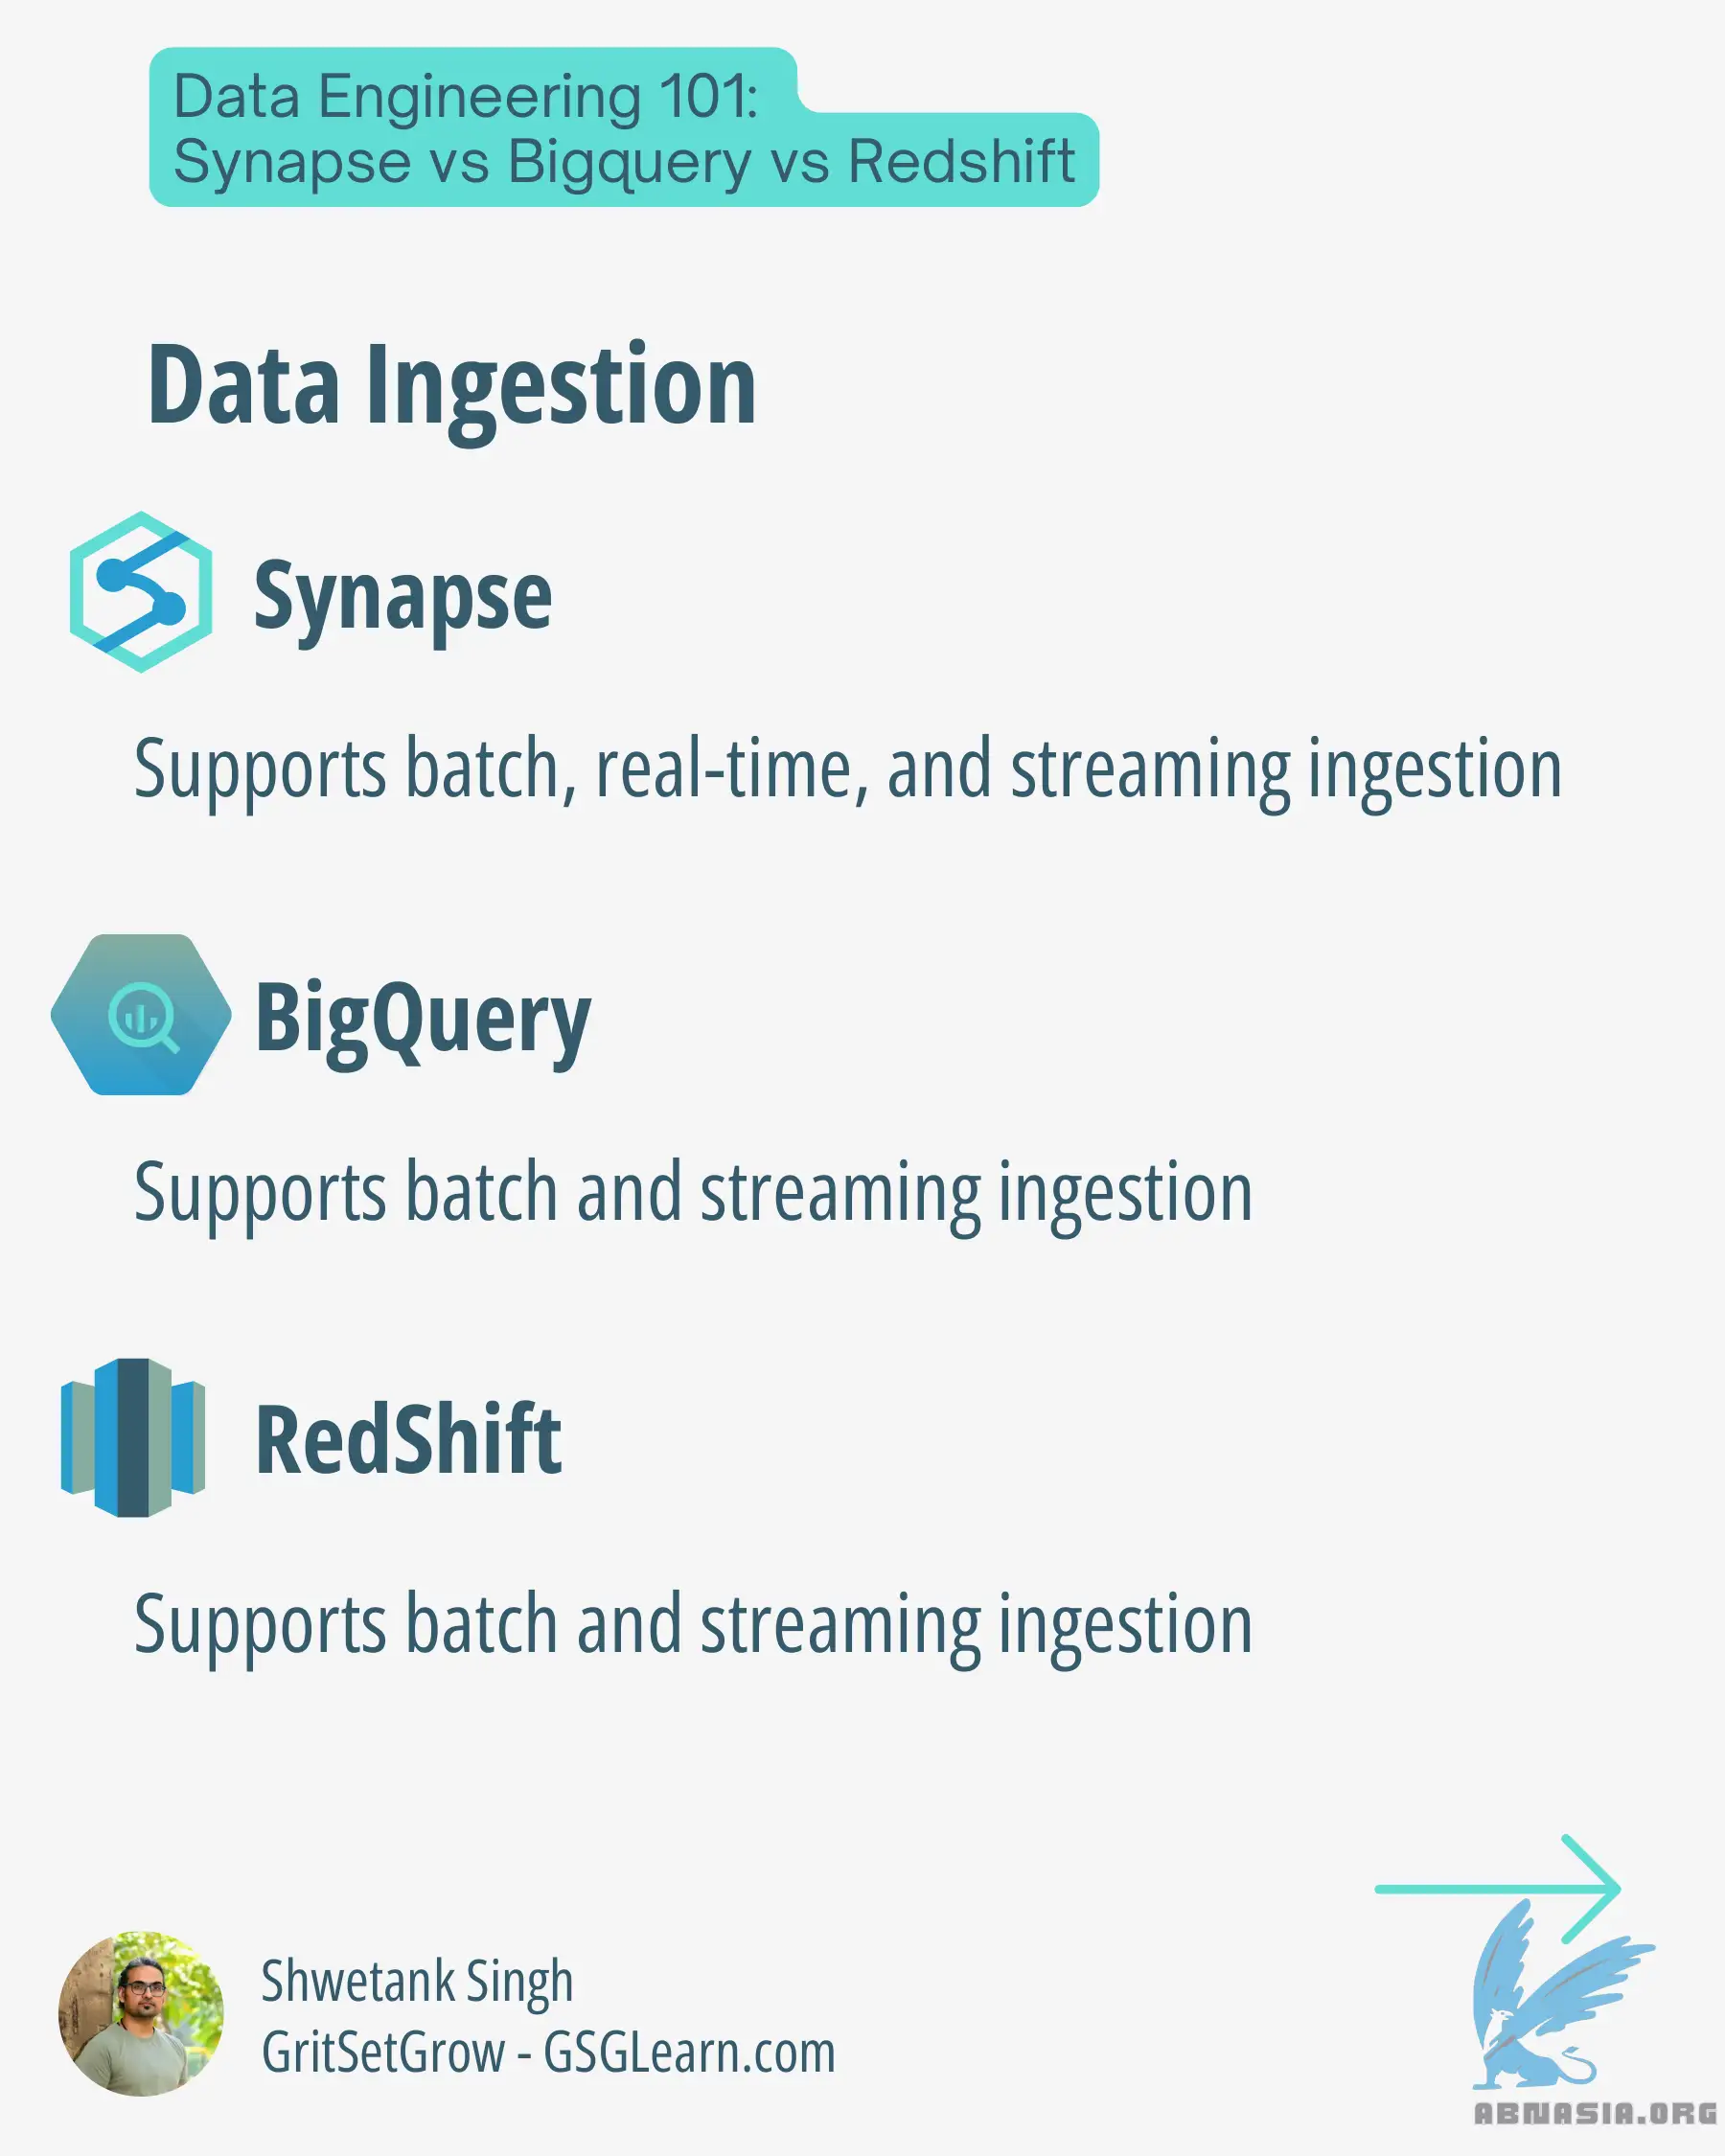 Data Engineering 101:
Synapse vs Bigquery vs Redshift
Data Ingestion
Synapse
Supports batch, real-time, and streaming ingestion
BigQuery
Supports batch and streaming ingestion
RedShift
Supports batch and streaming ingestion
Shwetank Singh
GritSetGrow - GSGLearn.com
ABNASIA.ORG